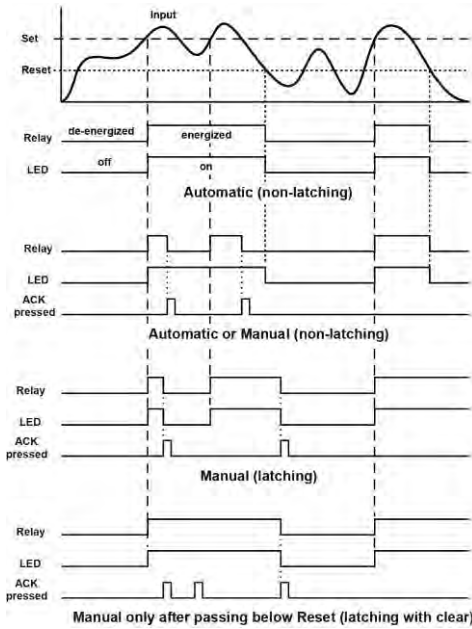 input
Set
Reset
de-energized energized
Relay
off on
LED
Automatic (non-latching)
Relay
LED
ACK
pressed
Automatic or Manual (non-latching)
Relay
LED
ACK
pressed
Manual (latching)
Relay
LED
ACK
pressed
Manual only after passing below Reset (latching with clear)